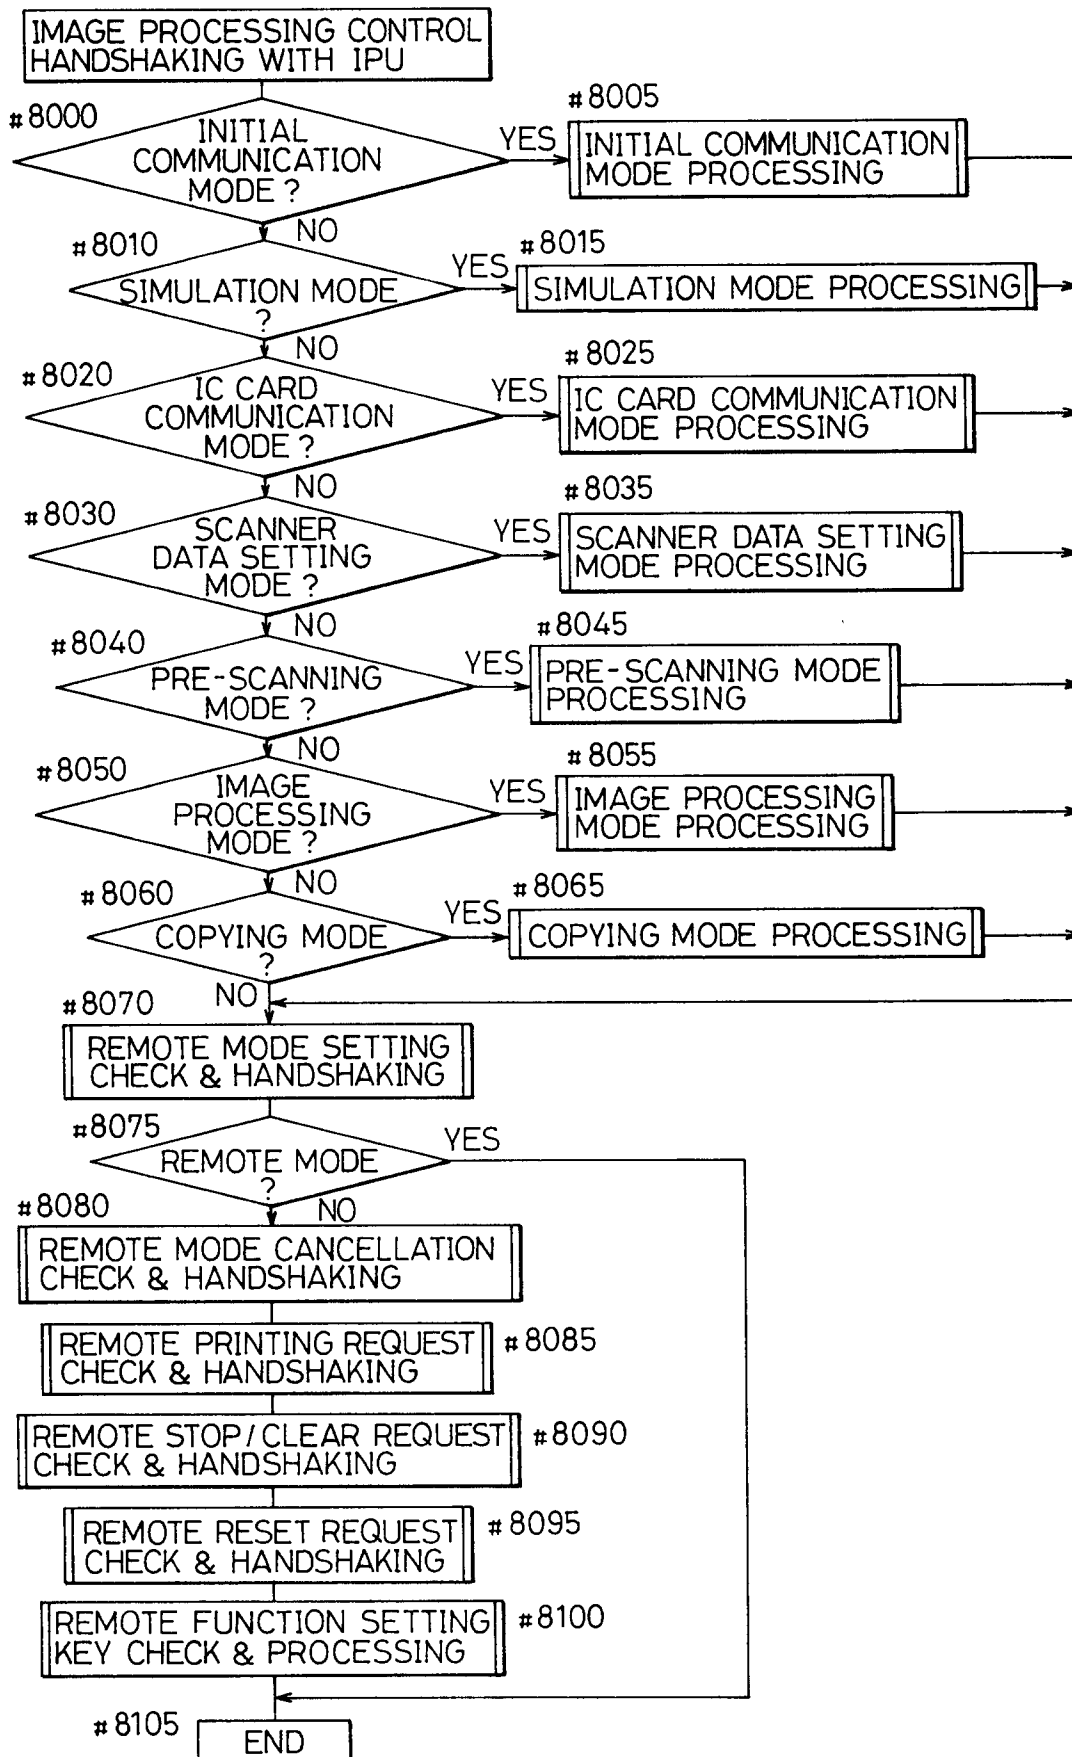 IMAGE PROCESSING CONTROL
HANDSHAKING WITH IPU
#8000
INITIAL
COMMUNICATION
MODE ?
YES
#8005
INITIAL COMMUNICATION
MODE PROCESSING
NO
#8010
SIMULATION MODE
?
YES
#8015
SIMULATION MODE PROCESSING
NO
#8020
IC CARD
COMMUNICATION
MODE ?
YES
#8025
IC CARD COMMUNICATION
MODE PROCESSING
NO
#8030
SCANNER
DATA SETTING
MODE ?
YES
#8035
SCANNER DATA SETTING
MODE PROCESSING
NO
#8040
PRE-SCANNING
MODE ?
YES
#8045
PRE-SCANNING MODE
PROCESSING
NO
#8050
IMAGE
PROCESSING
MODE ?
YES
#8055
IMAGE PROCESSING
MODE PROCESSING
NO
#8060
COPYING MODE
?
YES
#8065
COPYING MODE PROCESSING
NO
#8070
REMOTE MODE SETTING
CHECK & HANDSHAKING
#8075
REMOTE MODE
?
YES
NO
#8080
REMOTE MODE CANCELLATION
CHECK & HANDSHAKING
REMOTE PRINTING REQUEST
CHECK & HANDSHAKING
#8085
REMOTE STOP/CLEAR REQUEST
CHECK & HANDSHAKING
#8090
REMOTE RESET REQUEST
CHECK & HANDSHAKING
#8095
REMOTE FUNCTION SETTING
KEY CHECK & PROCESSING
#8100
#8105
END